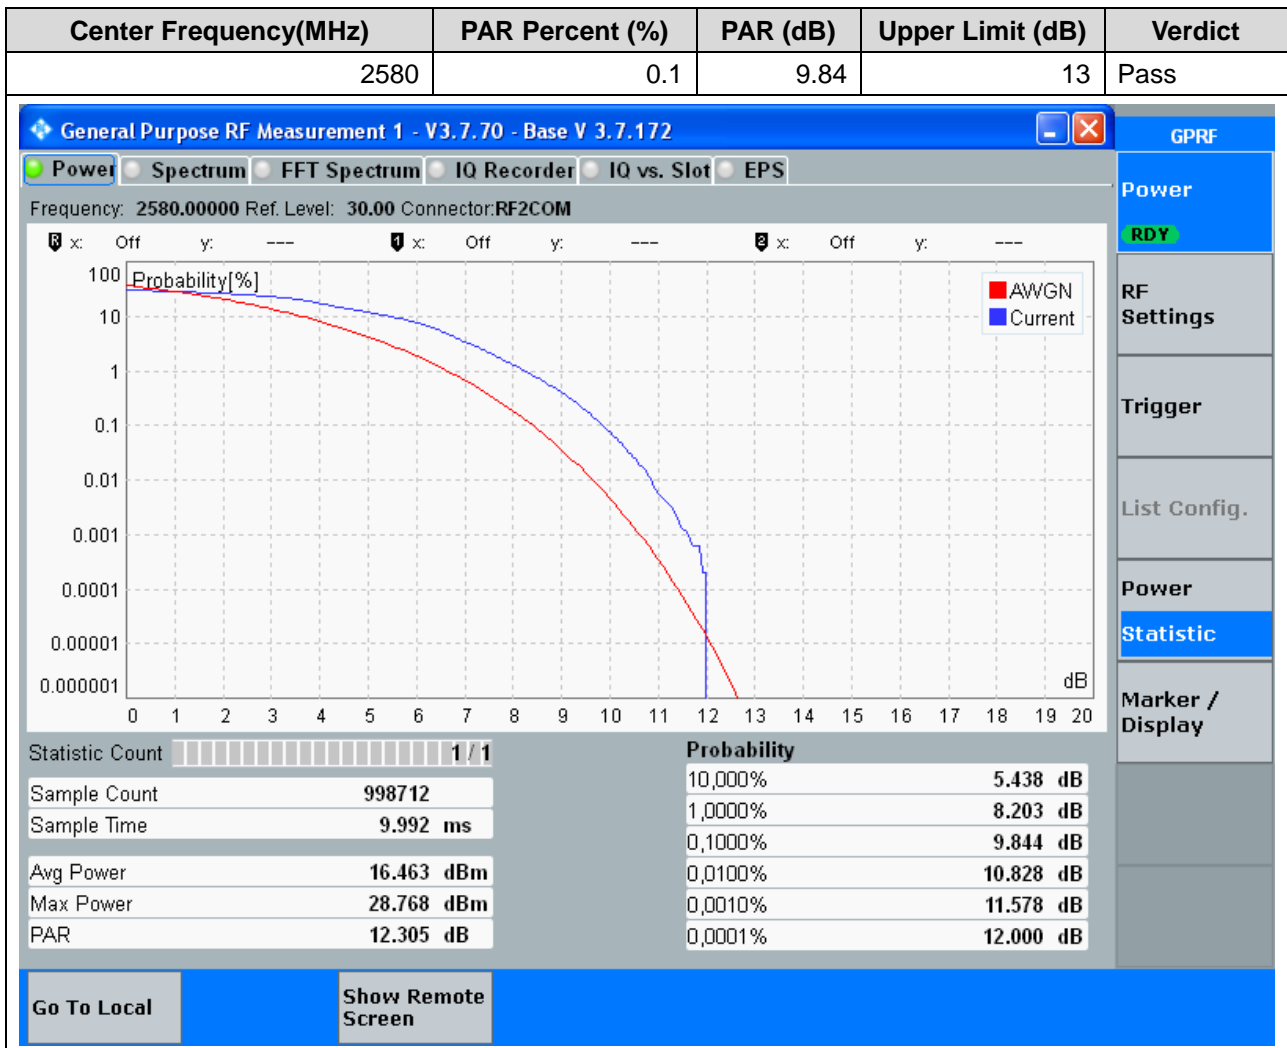 Center Frequency(MHz) PAR Percent (%) PAR (dB) Upper Limit (dB) Verdict
2580 0.1 9.84 13 Pass
General Purpose RF Measurement 1 - V3.7.70 - Base V 3.7.172
GPRF
Power Spectrum FFT Spectrum IQ Recorder IQ vs. Slot EPS
Power
RDY
Frequency: 2580.00000 Ref. Level: 30.00 Connector:RF2COM
R x: Off y: --- 1 x: Off y: --- 2 x: Off y: ---
Probability[%]
AWGN
Current
100
10
1
0.1
0.01
0.001
0.0001
0.00001
0.000001
dB
0 1 2 3 4 5 6 7 8 9 10 11 12 13 14 15 16 17 18 19 20
RF
Settings
Trigger
List Config.
Power
Statistic
Marker /
Display
Statistic Count 1 / 1
Sample Count 998712
Sample Time 9.992 ms
Avg Power 16.463 dBm
Max Power 28.768 dBm
PAR 12.305 dB
Probability
10,000% 5.438 dB
1,0000% 8.203 dB
0,1000% 9.844 dB
0,0100% 10.828 dB
0,0010% 11.578 dB
0,0001% 12.000 dB
Go To Local
Show Remote
Screen